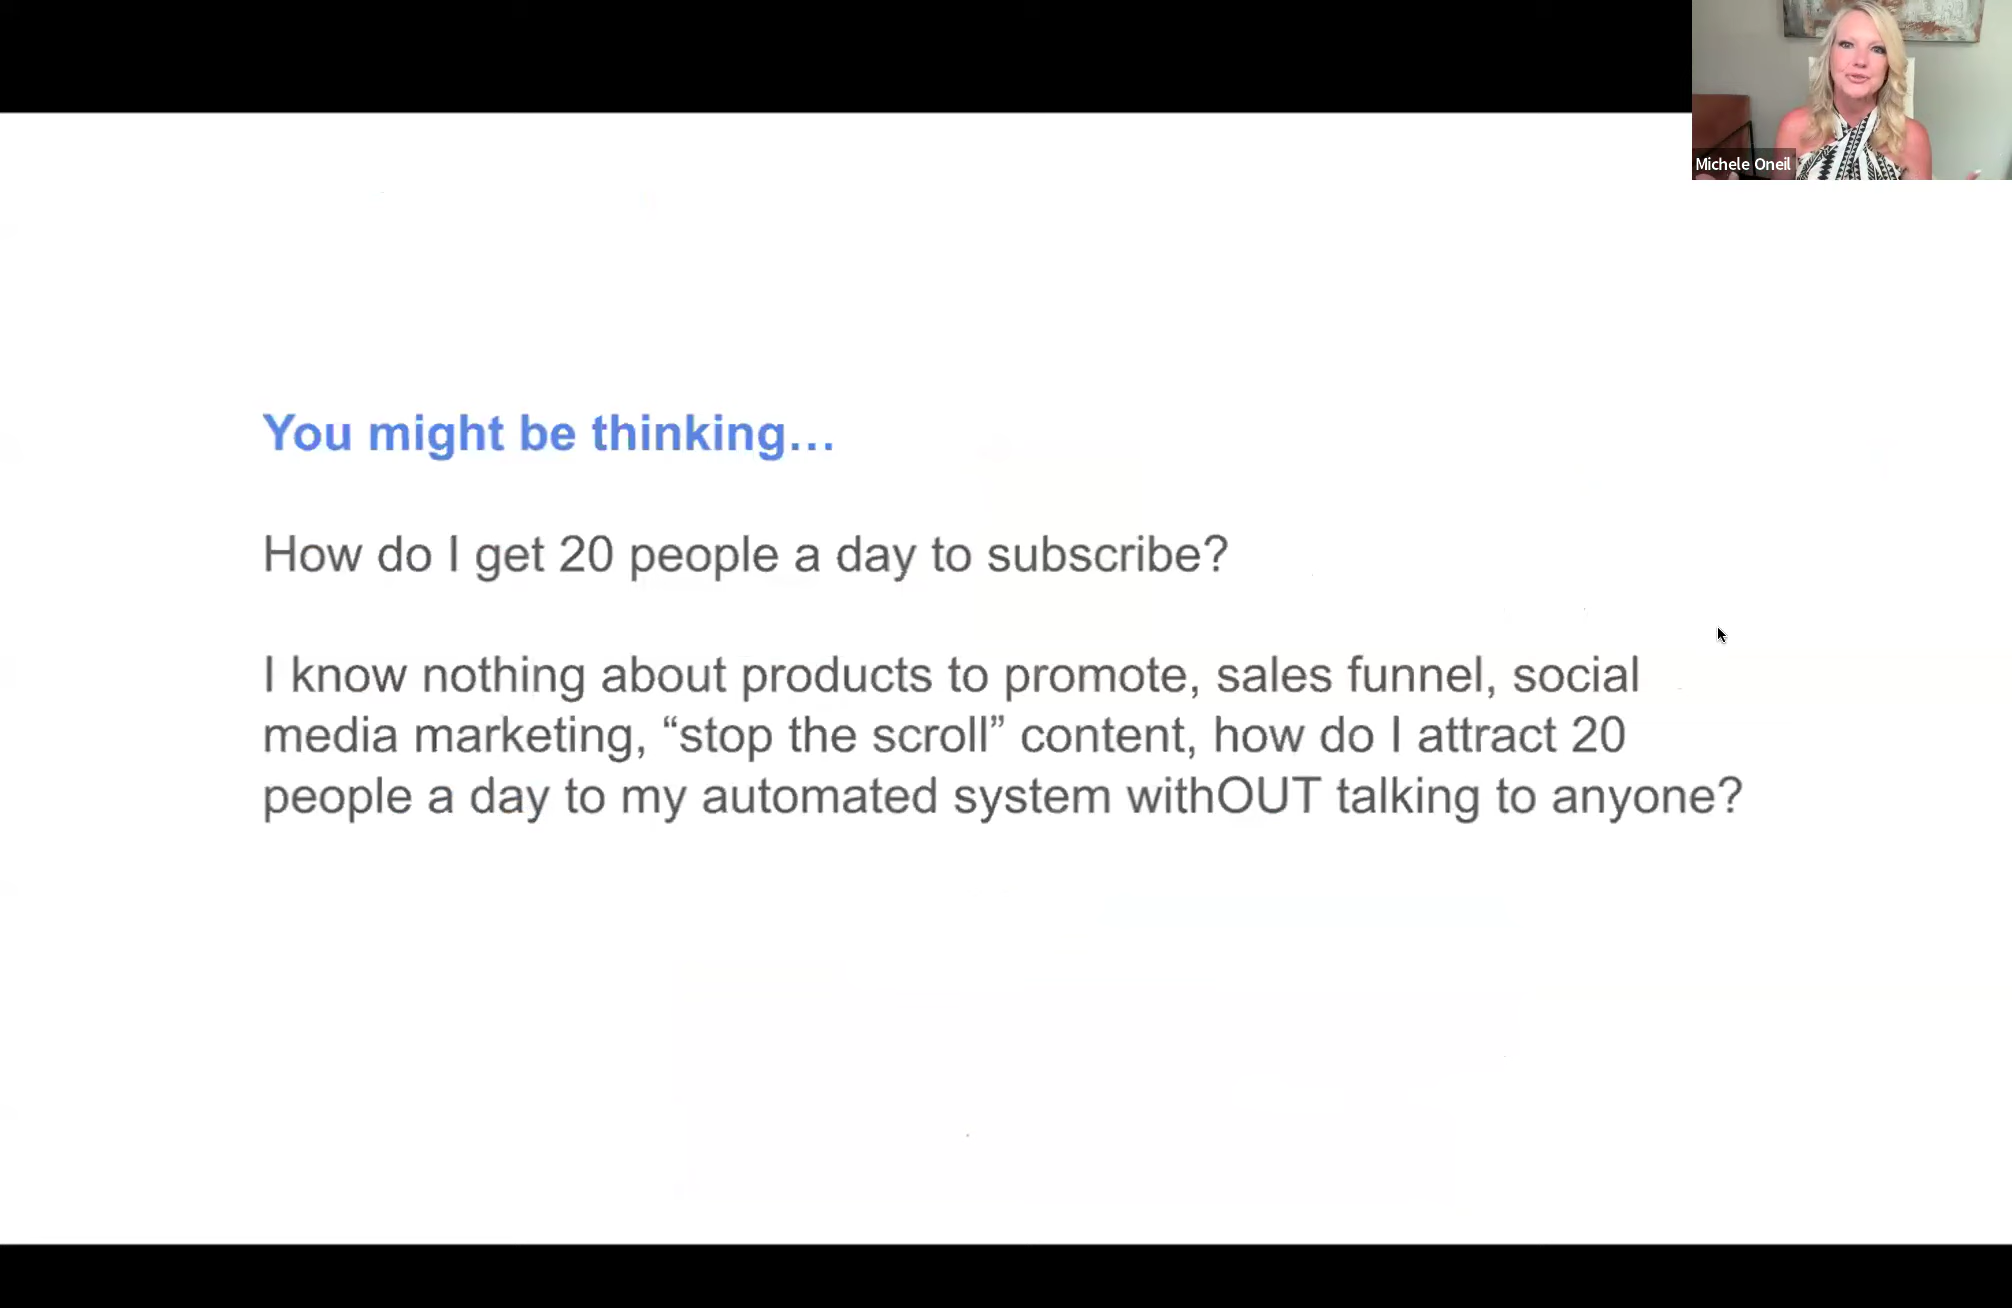 Michele Oneil
You might be thinking…
How do I get 20 people a day to subscribe?
I know nothing about products to promote, sales funnel, social
media marketing, “stop the scroll” content, how do I attract 20
people a day to my automated system withOUT talking to anyone?